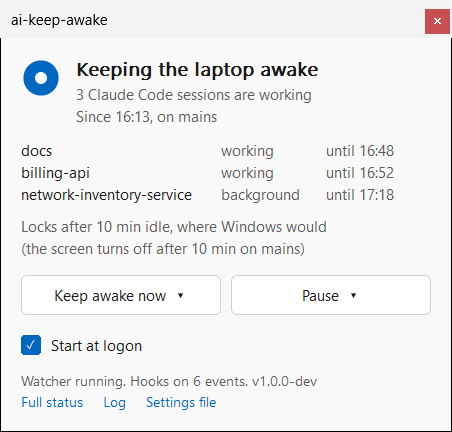 ai-keep-awake
Keeping the laptop awake
3 Claude Code sessions are working
Since 16:13, on mains
docs working until 16:48
billing-api working until 16:52
network-inventory-service background until 17:18
Locks after 10 min idle, where Windows would
(the screen turns off after 10 min on mains)
Keep awake now Pause
Start at logon
Watcher running. Hooks on 6 events. v1.0.0-dev
Full status Log Settings file